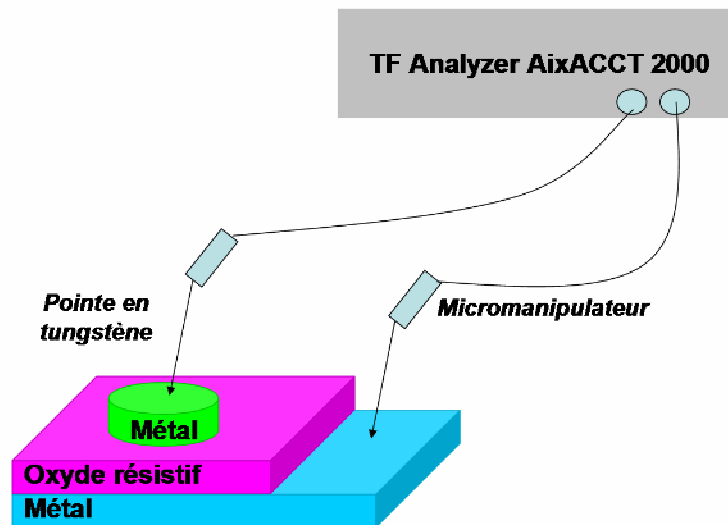 TF Analyzer AixACCT 2000
Pointe en
tungstène
Micromanipulateur
Métal
Oxyde résistif
Métal